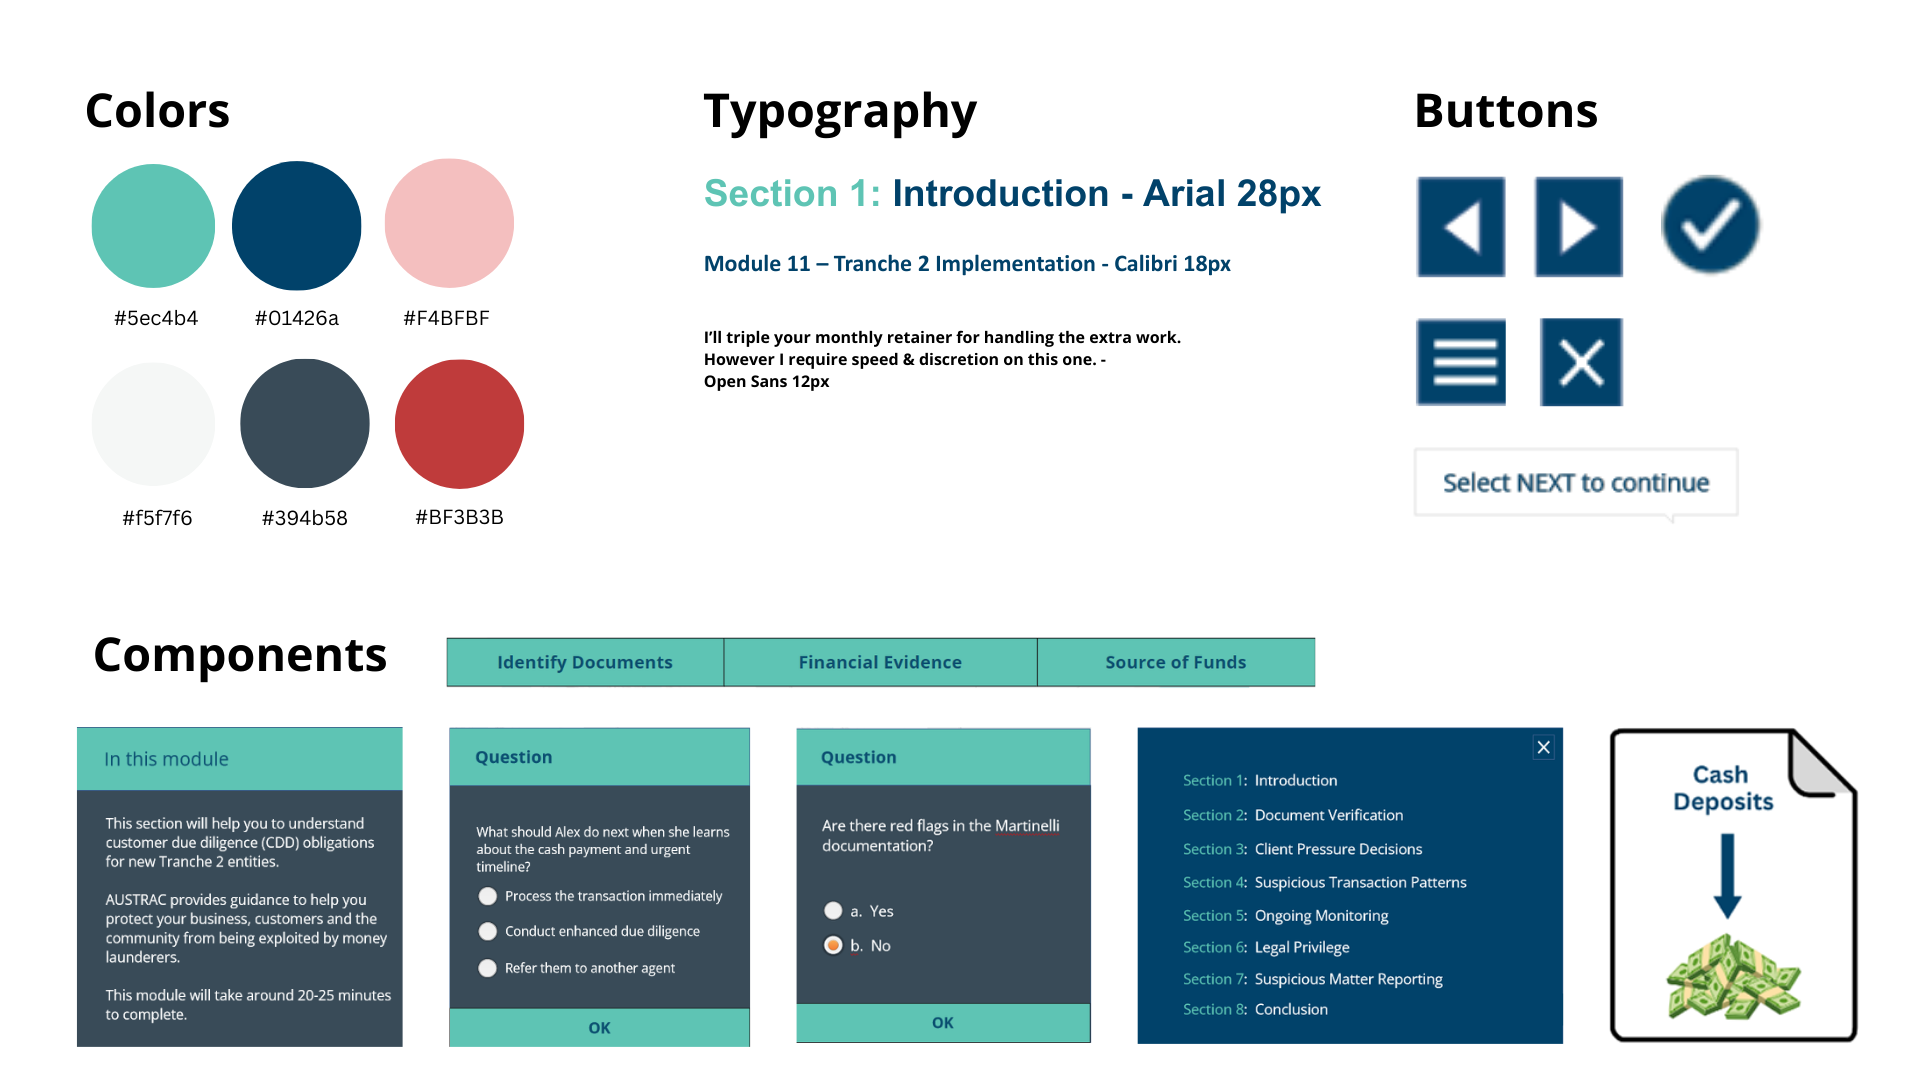 Colors
#5ec4b4
#01426a
#F4BFBF
#f5f7f6
#394b58
#BF3B3B
Typography
Section 1: Introduction - Arial 28px
Module 11 – Tranche 2 Implementation - Calibri 18px
I’ll triple your monthly retainer for handling the extra work.
However I require speed & discretion on this one. -
Open Sans 12px
Buttons
Select NEXT to continue
Components
Identify Documents
Financial Evidence
Source of Funds
In this module
This section will help you to understand
customer due diligence (CDD) obligations
for new Tranche 2 entities.
AUSTRAC provides guidance to help you
protect your business, customers and the
community from being exploited by money
launderers.
This module will take around 20-25 minutes
to complete.
Question
What should Alex do next when she learns
about the cash payment and urgent
timeline?
Process the transaction immediately
Conduct enhanced due diligence
Refer them to another agent
OK
Question
Are there red flags in the Martinelli
documentation?
a. Yes
b. No
OK
Section 1: Introduction
Section 2: Document Verification
Section 3: Client Pressure Decisions
Section 4: Suspicious Transaction Patterns
Section 5: Ongoing Monitoring
Section 6: Legal Privilege
Section 7: Suspicious Matter Reporting
Section 8: Conclusion
Cash
Deposits